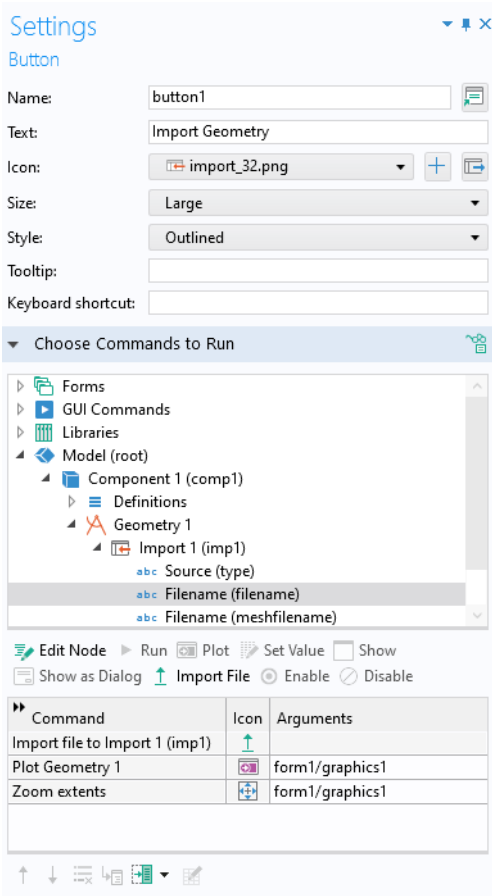 Settings
Button
Name: button1
Text: Import Geometry
Icon: import_32.png
Size: Large
Style: Outlined
Tooltip:
Keyboard shortcut:
Choose Commands to Run
Forms
GUI Commands
Libraries
Model (root)
Component 1 (comp1)
Definitions
Geometry 1
Import 1 (imp1)
abc Source (type)
abc Filename (filename)
abc Filename (meshfilename)
Edit Node Run Plot Set Value Show
Show as Dialog Import File Enable Disable
Command Icon Arguments
Import file to Import 1 (imp1)
Plot Geometry 1 form1/graphics1
Zoom extents form1/graphics1